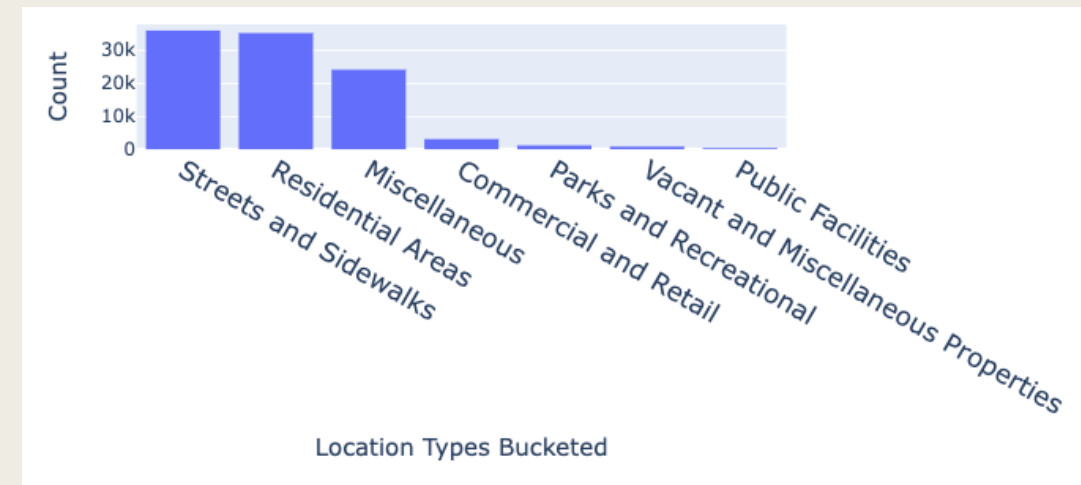 Count
30k
20k
10k
0
Streets and Sidewalks
Residential Areas
Miscellaneous
Commercial and Retail
Parks and Recreational
Vacant and Miscellaneous Properties
Public Facilities
Location Types Bucketed